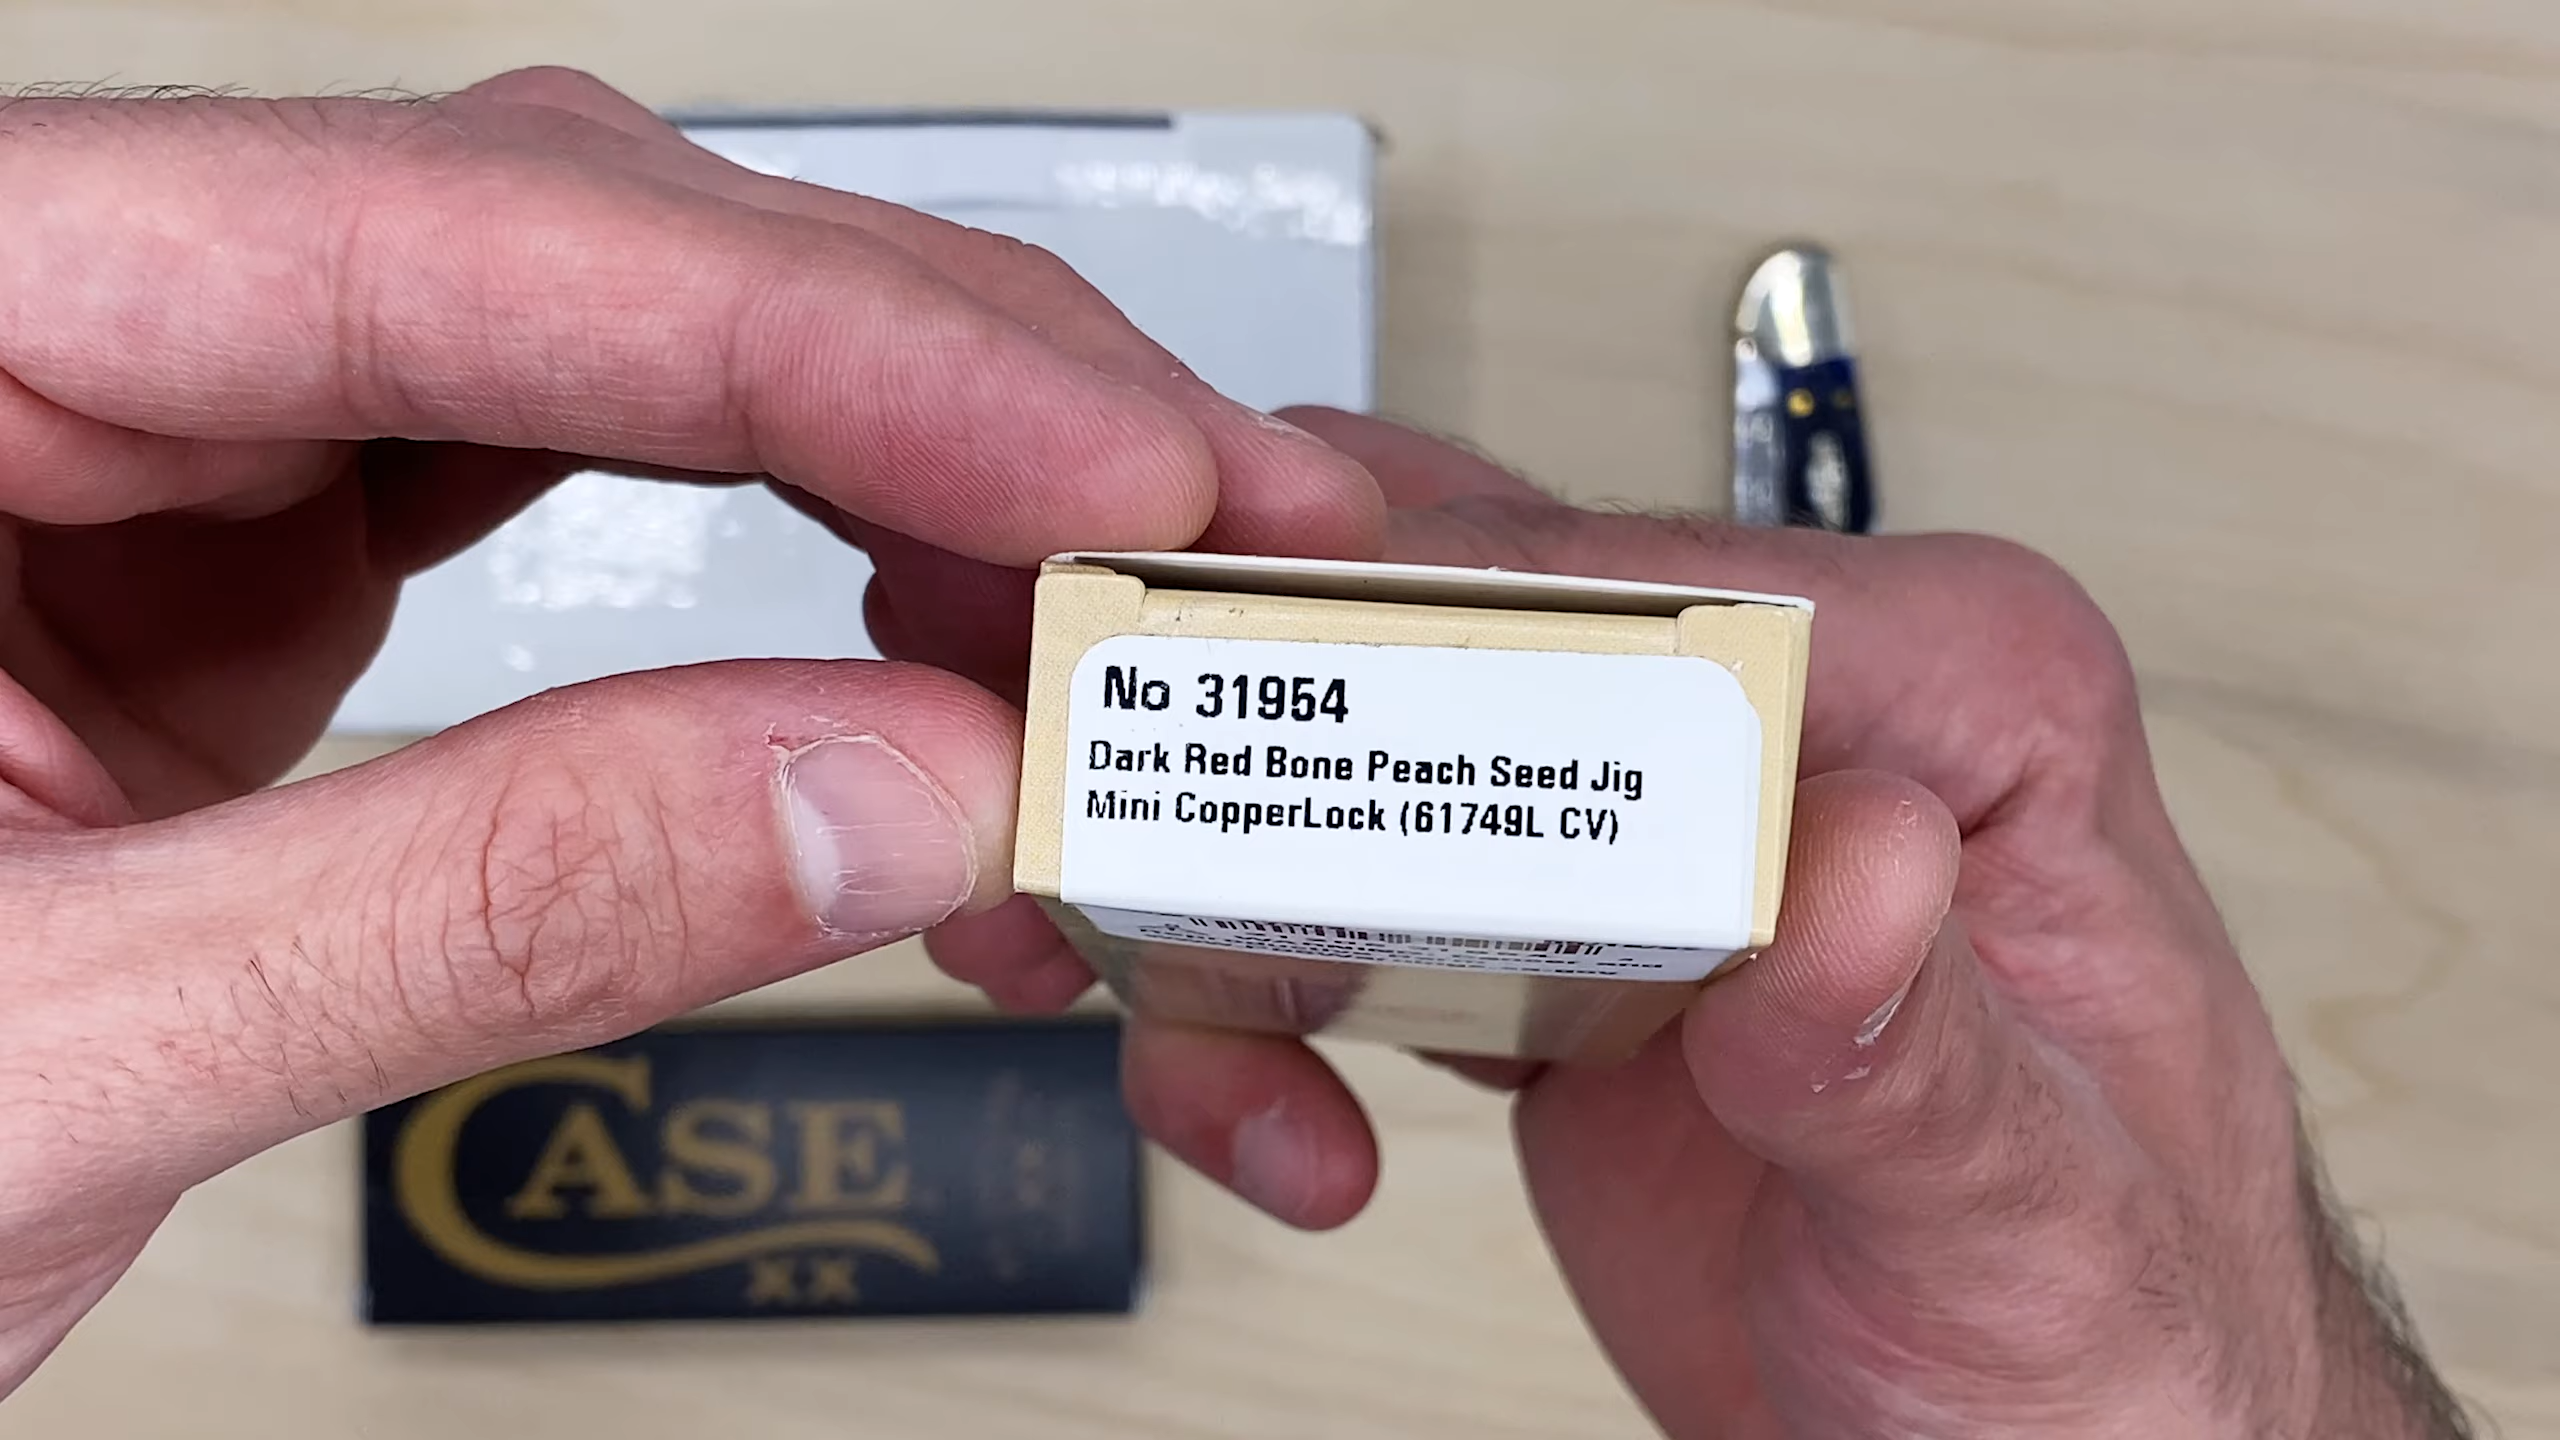 No 31954
Dark Red Bone Peach Seed Jig
Mini CopperLock (61749L CV)
CASE
XX